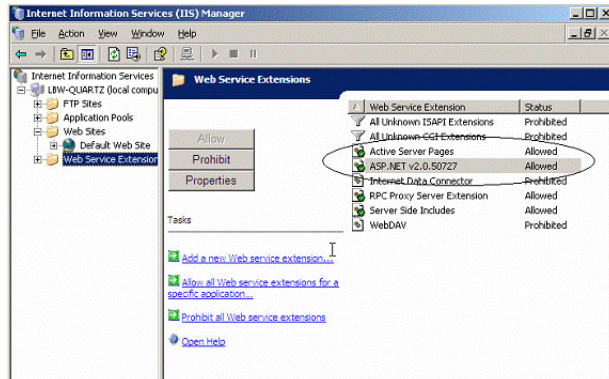 Internet Information Services (IIS) Manager
File Action View Window Help
Internet Information Services
LBW-QUARTZ (local compu
FTP Sites
Application Pools
Web Sites
Default Web Site
Web Service Extension
Web Service Extensions
Allow
Prohibit
Properties
Tasks
Add a new Web service extension...
Allow all Web service extensions for a
specific application...
Prohibit all Web service extensions
Open Help
Web Service Extension Status
All Unknown ISAPI Extensions Prohibited
All Unknown CGI Extensions Prohibited
Active Server Pages Allowed
ASP.NET v2.0.50727 Allowed
Internet Data Connector Prohibited
RPC Proxy Server Extension Allowed
Server Side Includes Allowed
WebDAV Prohibited